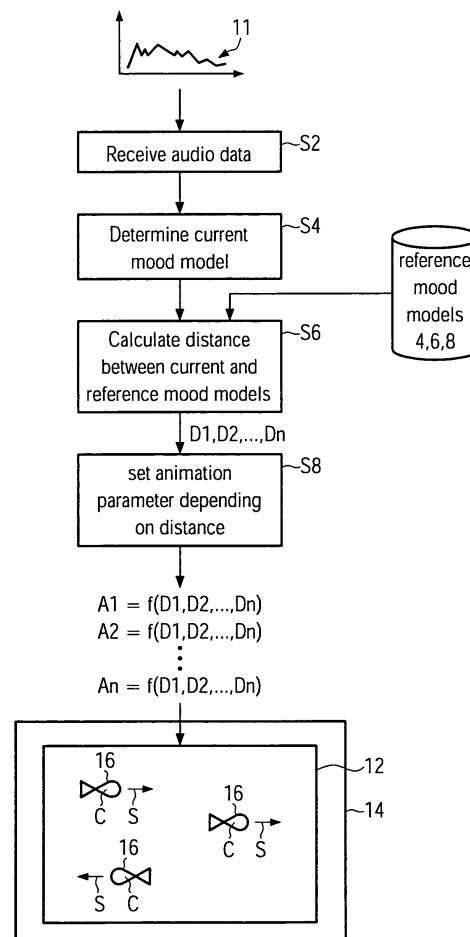 11
Receive audio data
S2
Determine current
mood model
S4
reference
mood
models
4,6,8
Calculate distance
between current and
reference mood models
S6
D1,D2,...,Dn
set animation
parameter depending
on distance
S8
A1 = f(D1,D2,...,Dn)
A2 = f(D1,D2,...,Dn)
An = f(D1,D2,...,Dn)
12
14
16
C
S
16
C
S
16
S
C